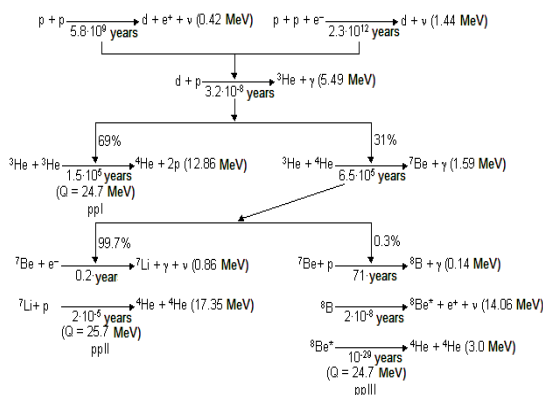 p + p → d + e⁺ + ν (0.42 MeV)
5.8·10⁹ years
p + p + e⁻ → d + ν (1.44 MeV)
2.3·10¹² years
d + p → ³He + γ (5.49 MeV)
3.2·10⁻⁸ years
69%
31%
³He + ³He → ⁴He + 2p (12.86 MeV)
1.5·10⁵ years
(Q = 24.7 MeV)
ppI
³He + ⁴He → ⁷Be + γ (1.59 MeV)
6.5·10⁵ years
99.7%
0.3%
⁷Be + e⁻ → ⁷Li + γ + ν (0.86 MeV)
0.2·year
⁷Be + p → ⁸B + γ (0.14 MeV)
71·years
⁷Li + p → ⁴He + ⁴He (17.35 MeV)
2·10⁻⁵ years
(Q = 25.7 MeV)
ppII
⁸B → ⁸Be* + e⁺ + ν (14.06 MeV)
2·10⁻⁸ years
⁸Be* → ⁴He + ⁴He (3.0 MeV)
10⁻²⁹ years
(Q = 24.7 MeV)
ppIII